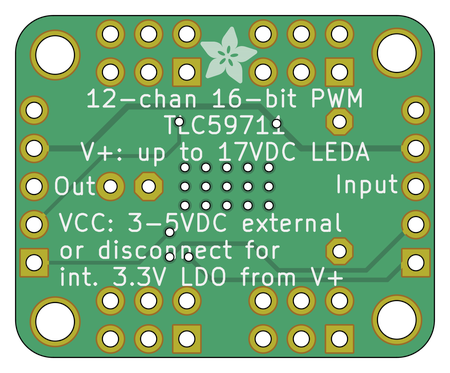 12-chan 16-bit PWM
TLC59711
V+: up to 17VDC LEDA
Out
Input
VCC: 3-5VDC external
or disconnect for
int. 3.3V LDO from V+